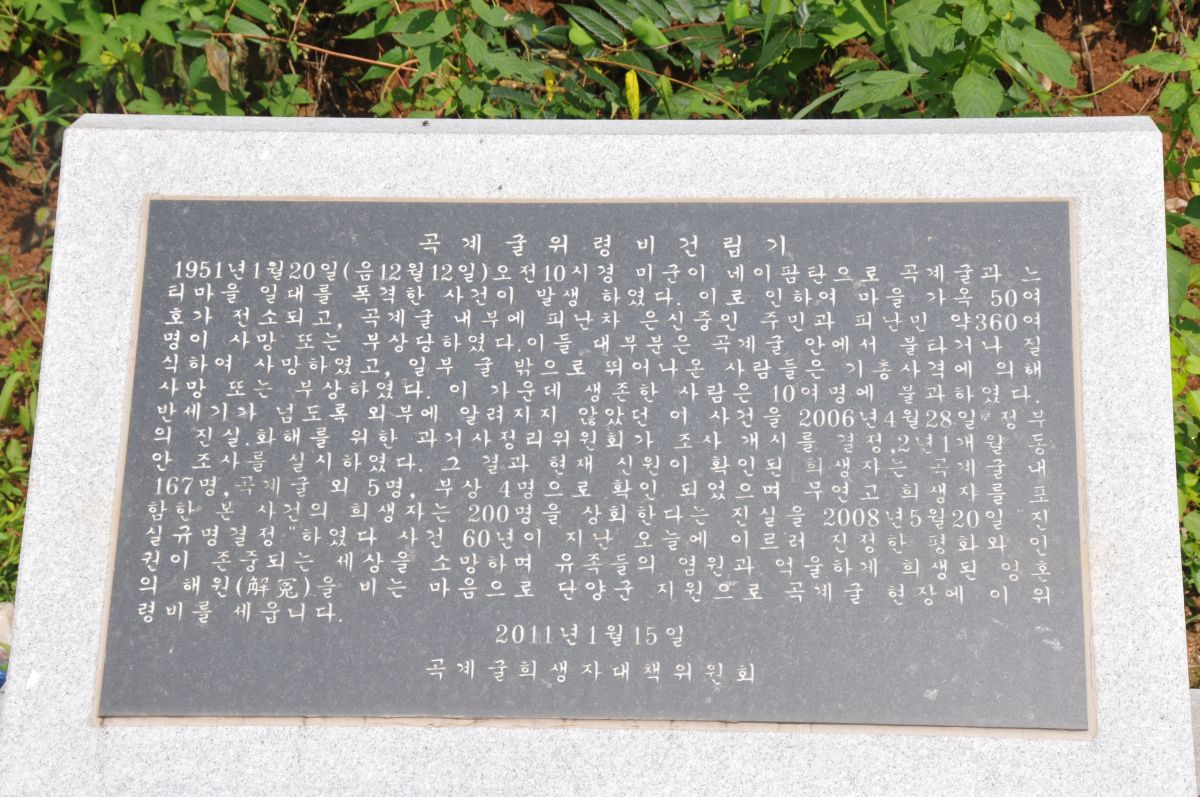 곡계굴위령비건립기
1951년1월20일(음12월12일)오전10시경 미군이 네이팜탄으로 곡계굴과 느
티마을 일대를 폭격한 사건이 발생 하였다. 이로 인하여 마을 가옥 50여
호가 전소되고, 곡계굴 내부에 피난차 은신중인 주민과 피난민 약360여
명이 사망 또는 부상당하였다.이들 대부분은 곡계굴 안에서 불타거나 질
식하여 사망하였고, 일부 굴 밖으로 뛰어나온 사람들은 기총사격에 의해
사망 또는 부상하였다. 이 가운데 생존한 사람은 10여명에 불과하였다.
반세기가 넘도록 외부에 알려지지 않았던 이 사건을 2006년4월28일 정부
의 진실.화해를 위한 과거사정리위원회가 조사 개시를 결정,2년1개월 동
안 조사를 실시하였다. 그 결과 현재 신원이 확인된 희생자는 곡계굴 내
167명,곡계굴 외 5명, 부상 4명으로 확인 되었으며 무연고 희생자를 포
함한 본 사건의 희생자는 200명을 상회한다는 진실을 2008년5월20일 "진
실규명결정"하였다 사건 60년이 지난 오늘에 이르러 진정한 평화와 인
권이 존중되는 세상을 소망하며 유족들의 염원과 억울하게 희생된 영혼
의 해원(解冤)을 비는 마음으로 단양군 지원으로 곡계굴 현장에 이 위
령비를 세웁니다.
2011년1월15일
곡계굴희생자대책위원회